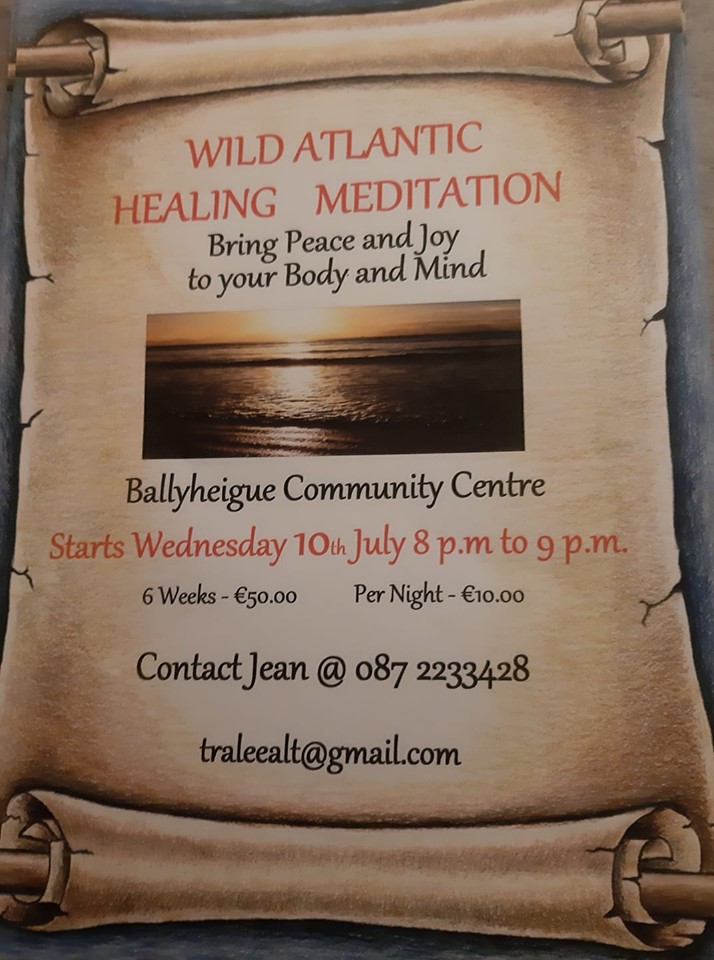 WILD ATLANTIC
HEALING MEDITATION
Bring Peace and Joy
to your Body and Mind
Ballyheigue Community Centre
Starts Wednesday 10th July 8 p.m to 9 p.m.
6 Weeks - €50.00 Per Night - €10.00
Contact Jean @ 087 2233428
traleealt@gmail.com